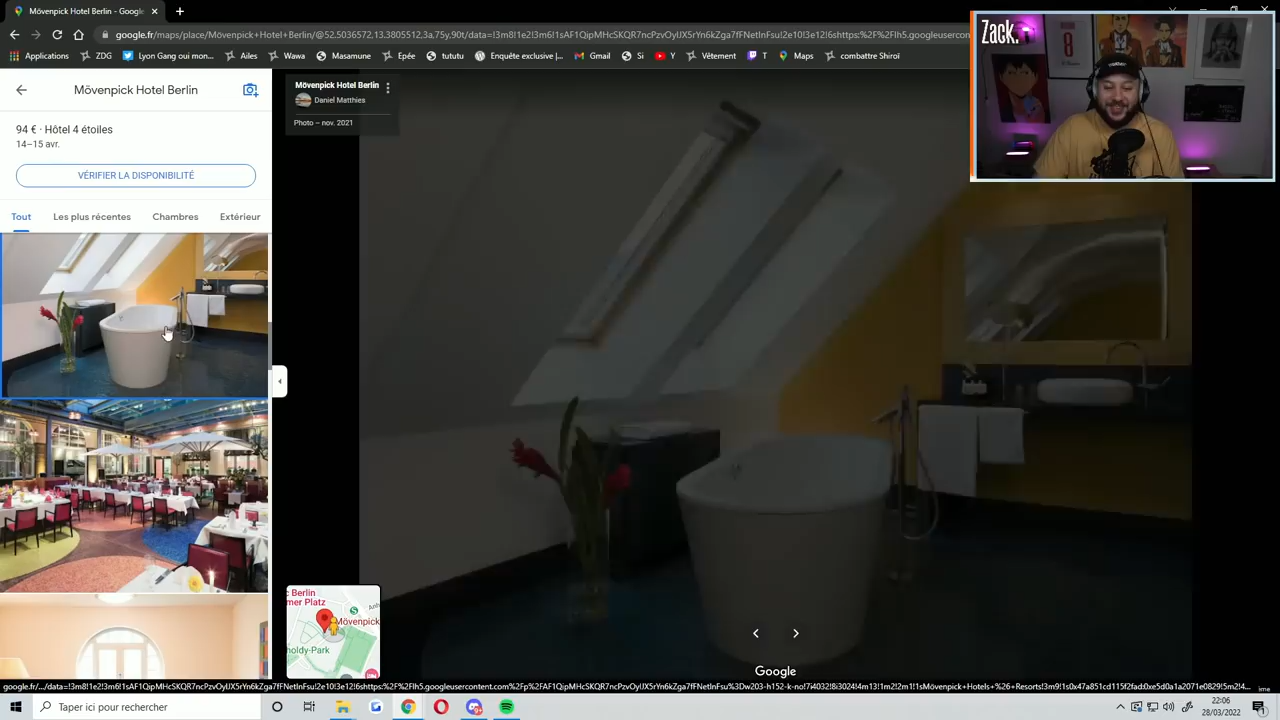 Mövenpick Hotel Berlin - Google
google.fr/maps/place/Mövenpick+Hotel+Berlin/@52.5036572,13.3805512,3a,75y,90t/data=
Applications
ZDG
Lyon Gang oui mon...
Ailes
Wawa
Masamune
Epée
tututu
Enquête exclusive |...
Gmail
Si
Y
Vêtement
T
Maps
combattre Shiroï
Zack.
Mövenpick Hotel Berlin
94 € · Hôtel 4 étoiles
14–15 avr.
VÉRIFIER LA DISPONIBILITÉ
Tout
Les plus récentes
Chambres
Extérieur
Mövenpick Hotel Berlin
Daniel Matthies
Photo – nov. 2021
Berlin
Mövenpick
holdy-Park
Google
Taper ici pour rechercher
22:06
28/03/2022